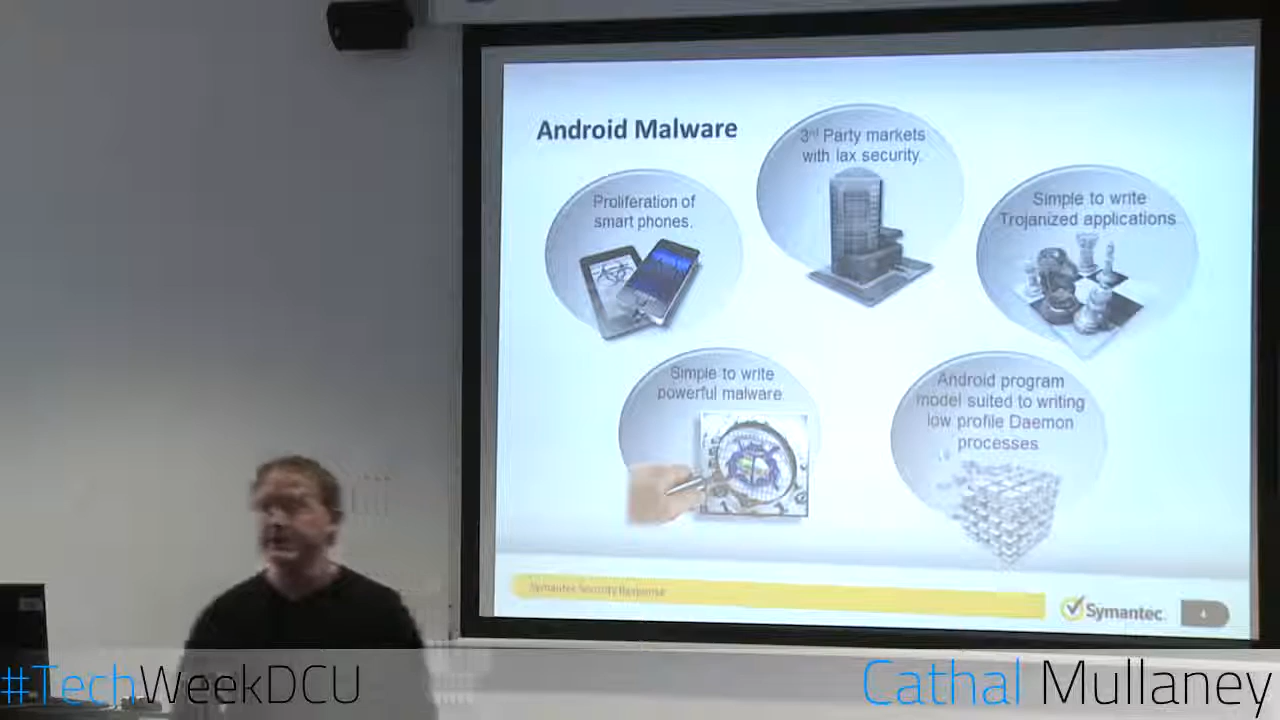 Android Malware
3rd Party markets
with lax security.
Proliferation of
smart phones.
Simple to write
Trojanized applications
Simple to write
powerful malware
Android program
model suited to writing
low profile Daemon
processes
Symantec Security Response
Symantec.
4
#TechWeekDCU
Cathal Mullaney